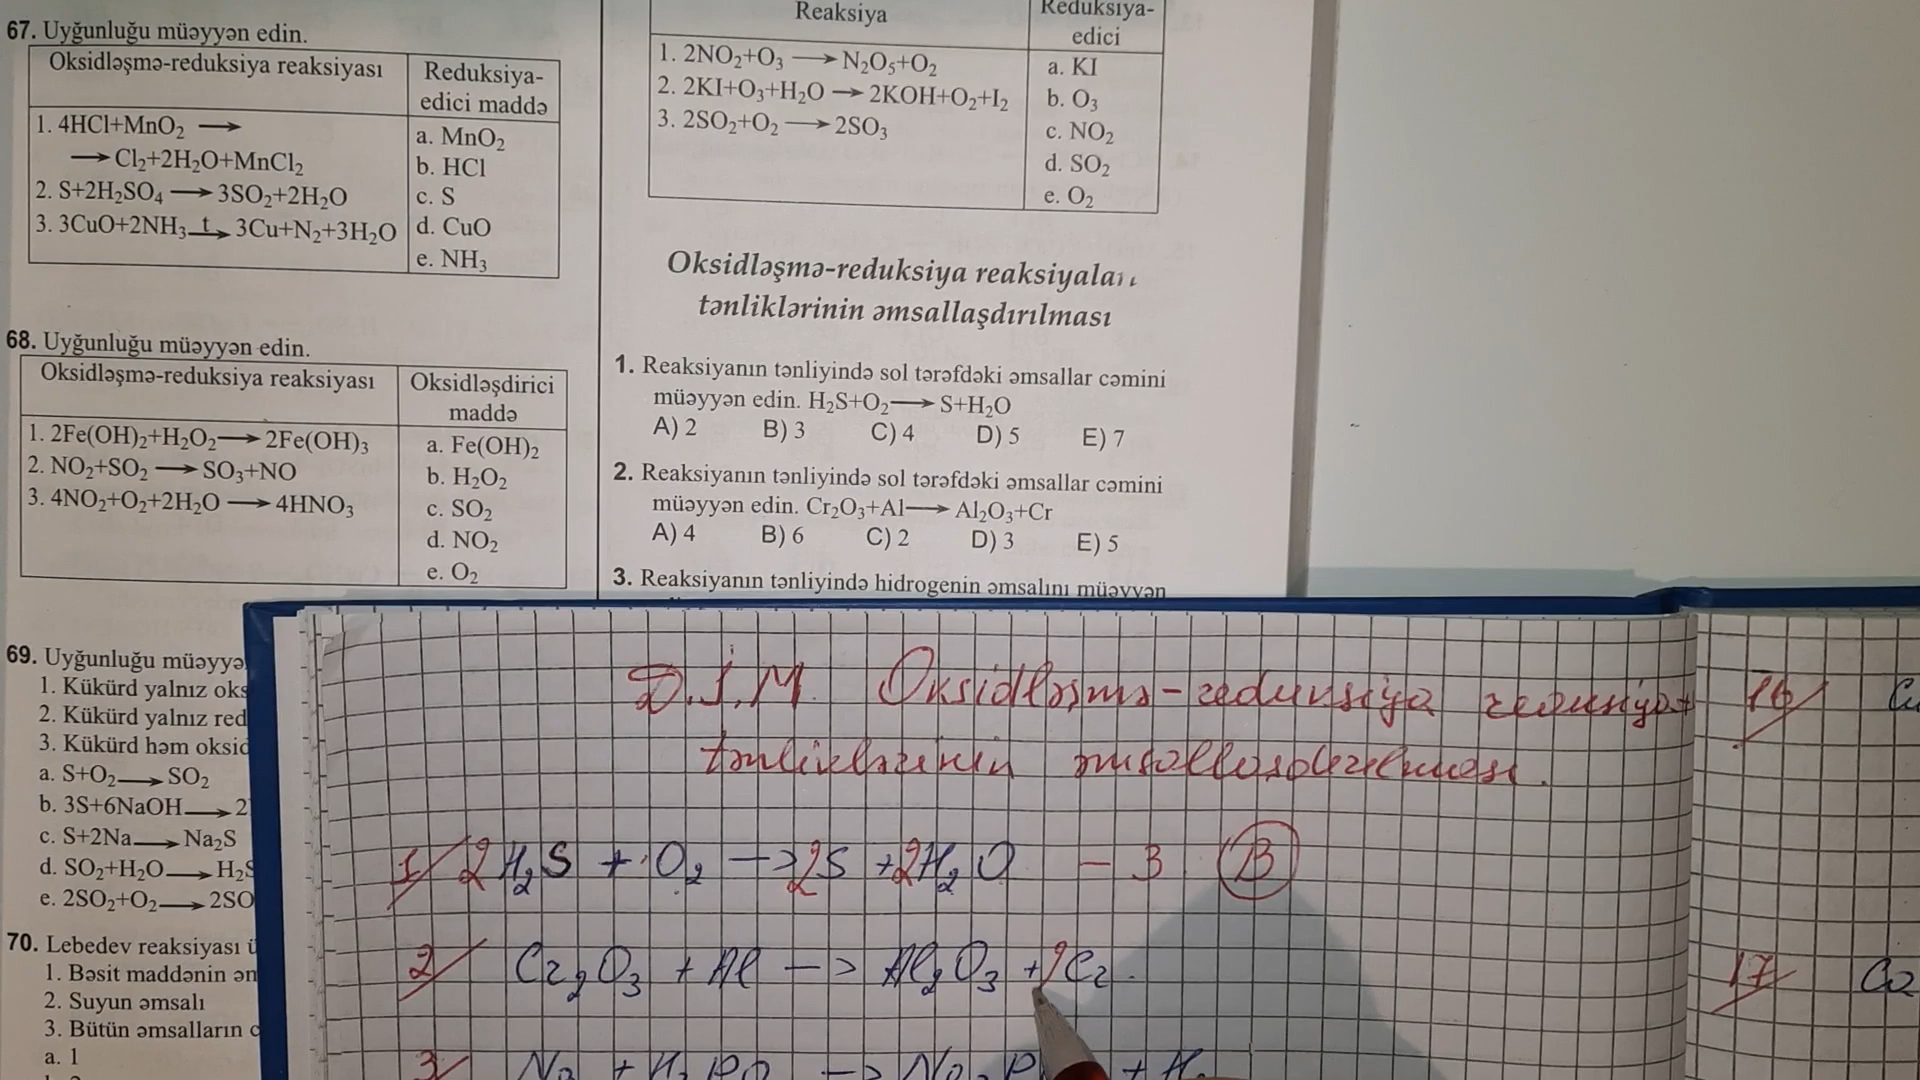 67. Uyğunluğu müəyyən edin.
Oksidləşmə-reduksiya reaksiyası
Reduksiya-
edici maddə
1. 4HCl+MnO₂ ⟶
⟶ Cl₂+2H₂O+MnCl₂
2. S+2H₂SO₄ ⟶ 3SO₂+2H₂O
3. 3CuO+2NH₃ t⟶ 3Cu+N₂+3H₂O
a. MnO₂
b. HCl
c. S
d. CuO
e. NH₃
68. Uyğunluğu müəyyən edin.
Oksidləşmə-reduksiya reaksiyası
Oksidləşdirici
maddə
1. 2Fe(OH)₂+H₂O₂ ⟶ 2Fe(OH)₃
2. NO₂+SO₂ ⟶ SO₃+NO
3. 4NO₂+O₂+2H₂O ⟶ 4HNO₃
a. Fe(OH)₂
b. H₂O₂
c. SO₂
d. NO₂
e. O₂
69. Uyğunluğu
1. Kükürd yalnız
2. Kükürd yalnız
3. Kükürd həm
a. S+O₂ ⟶ SO₂
b. 3S+6NaOH ⟶ 2
c. S+2Na ⟶ Na₂S
d. SO₂+H₂O ⟶ H₂S
e. 2SO₂+O₂ ⟶ 2SO
70. Lebedev reaksiyası
1. Bəsit maddənin
2. Suyun əmsalı
3. Bütün əmsalların
a. 1
Reaksiya
Reduksiya-
edici
1. 2NO₂+O₃ ⟶ N₂O₅+O₂
2. 2KI+O₃+H₂O ⟶ 2KOH+O₂+I₂
3. 2SO₂+O₂ ⟶ 2SO₃
a. KI
b. O₃
c. NO₂
d. SO₂
e. O₂
Oksidləşmə-reduksiya reaksiyaları
tənliklərinin əmsallaşdırılması
1. Reaksiyanın tənliyində sol tərəfdəki əmsallar cəmini
müəyyən edin. H₂S+O₂ ⟶ S+H₂O
A) 2 B) 3 C) 4 D) 5 E) 7
2. Reaksiyanın tənliyində sol tərəfdəki əmsallar cəmini
müəyyən edin. Cr₂O₃+Al ⟶ Al₂O₃+Cr
A) 4 B) 6 C) 2 D) 3 E) 5
3. Reaksiyanın tənliyində hidrogenin əmsalını müəyyən
D.İ.M. Oksidləşmə-reduksiya
tənliklərinin əmsallaşdırılması.
1/ 2H₂S + O₂ → 2S + 2H₂O - 3 B
2/ Cr₂O₃ + Al → Al₂O₃ + 2Cr
3/
16/
17/